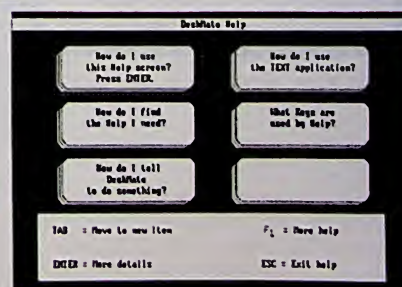 DeskMate Help
How do I use
this Help screen?
Press ENTER.
How do I use
the TEXT application?
How do I find
the Help I need?
What Keys are
used by Help?
How do I tell
DeskMate
to do something?
TAB = Move to new item
F1 = More help
ENTER = More details
ESC = Exit help